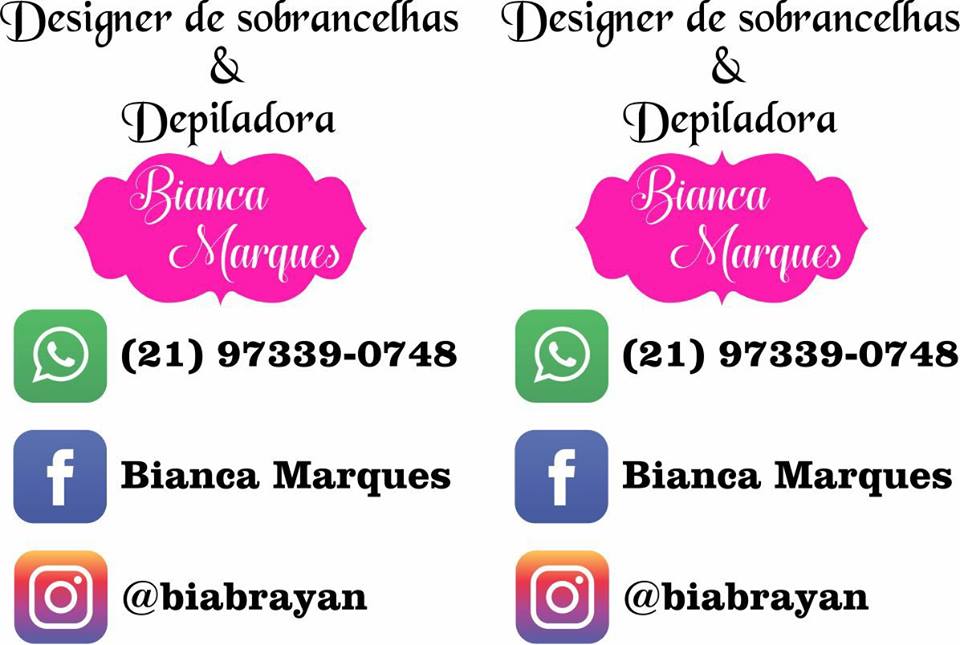 Designer de sobrancelhas
&
Depiladora
Bianca
Marques
(21) 97339-0748
Bianca Marques
@biabrayan
Designer de sobrancelhas
&
Depiladora
Bianca
Marques
(21) 97339-0748
Bianca Marques
@biabrayan